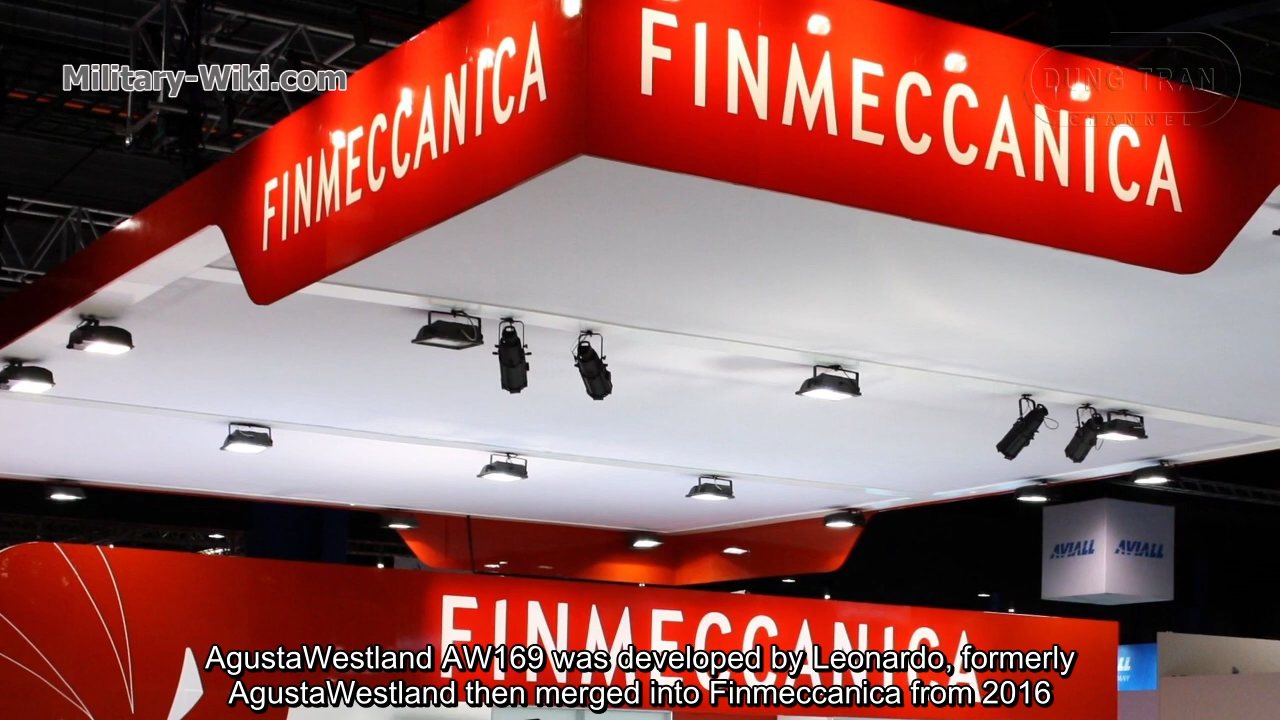 Military-Wiki.com
DUNG TRAN
CHANNEL
FINMECCANICA
FINMECCANICA
AVIALL
AVIALL
FINMECCANICA
AgustaWestland AW169 was developed by Leonardo, formerly
AgustaWestland then merged into Finmeccanica from 2016